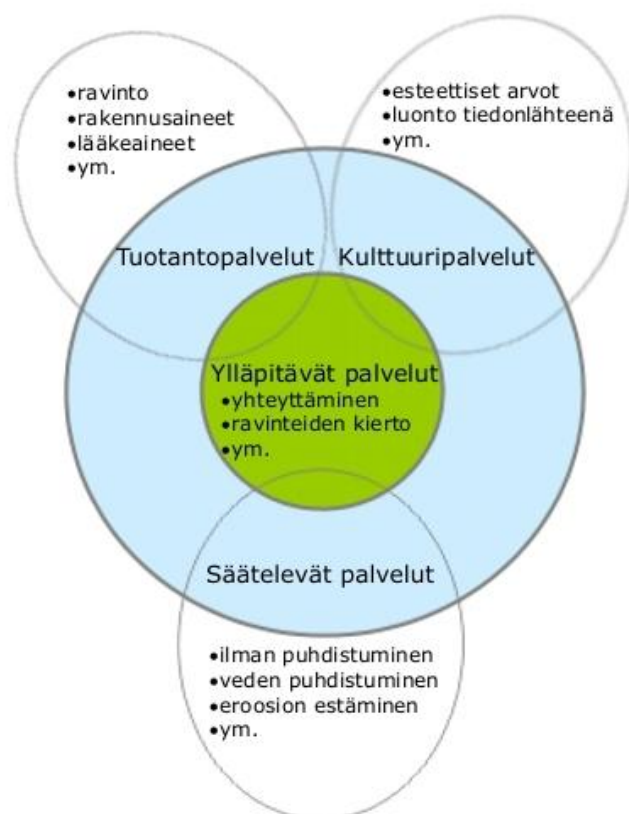 •ravinto
•rakennusaineet
•lääkeaineet
•ym.
•esteettiset arvot
•luonto tiedonlähteenä
•ym.
Tuotantopalvelut
Kulttuuripalvelut
Ylläpitävät palvelut
•yhteyttäminen
•ravinteiden kierto
•ym.
Säätelevät palvelut
•ilman puhdistuminen
•veden puhdistuminen
•eroosion estäminen
•ym.